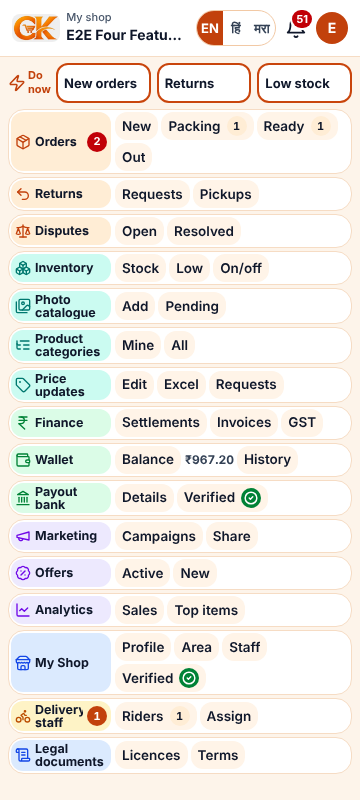 GK
My shop
E2E Four Featu...
EN हिं मरा
51
E
Do now
New orders
Returns
Low stock
Orders 2
New Packing 1 Ready 1
Out
Returns Requests Pickups
Disputes Open Resolved
Inventory Stock Low On/off
Photo
catalogue
Add Pending
Product
categories
Mine All
Price
updates
Edit Excel Requests
Finance Settlements Invoices GST
Wallet Balance ₹967.20 History
Payout
bank
Details Verified
Marketing Campaigns Share
Offers Active New
Analytics Sales Top items
My Shop
Profile Area Staff
Verified
Delivery
staff
1
Riders 1 Assign
Legal
documents
Licences Terms